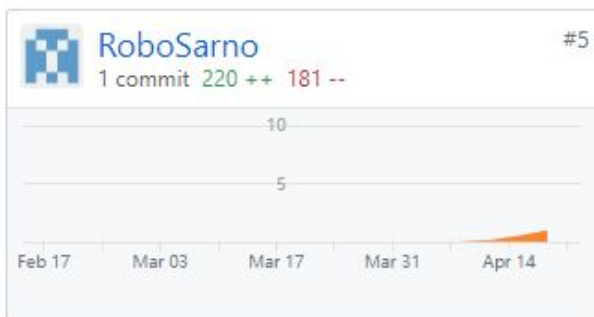 RoboSarno #5
1 commit 220 ++ 181 --
10
5
Feb 17 Mar 03 Mar 17 Mar 31 Apr 14